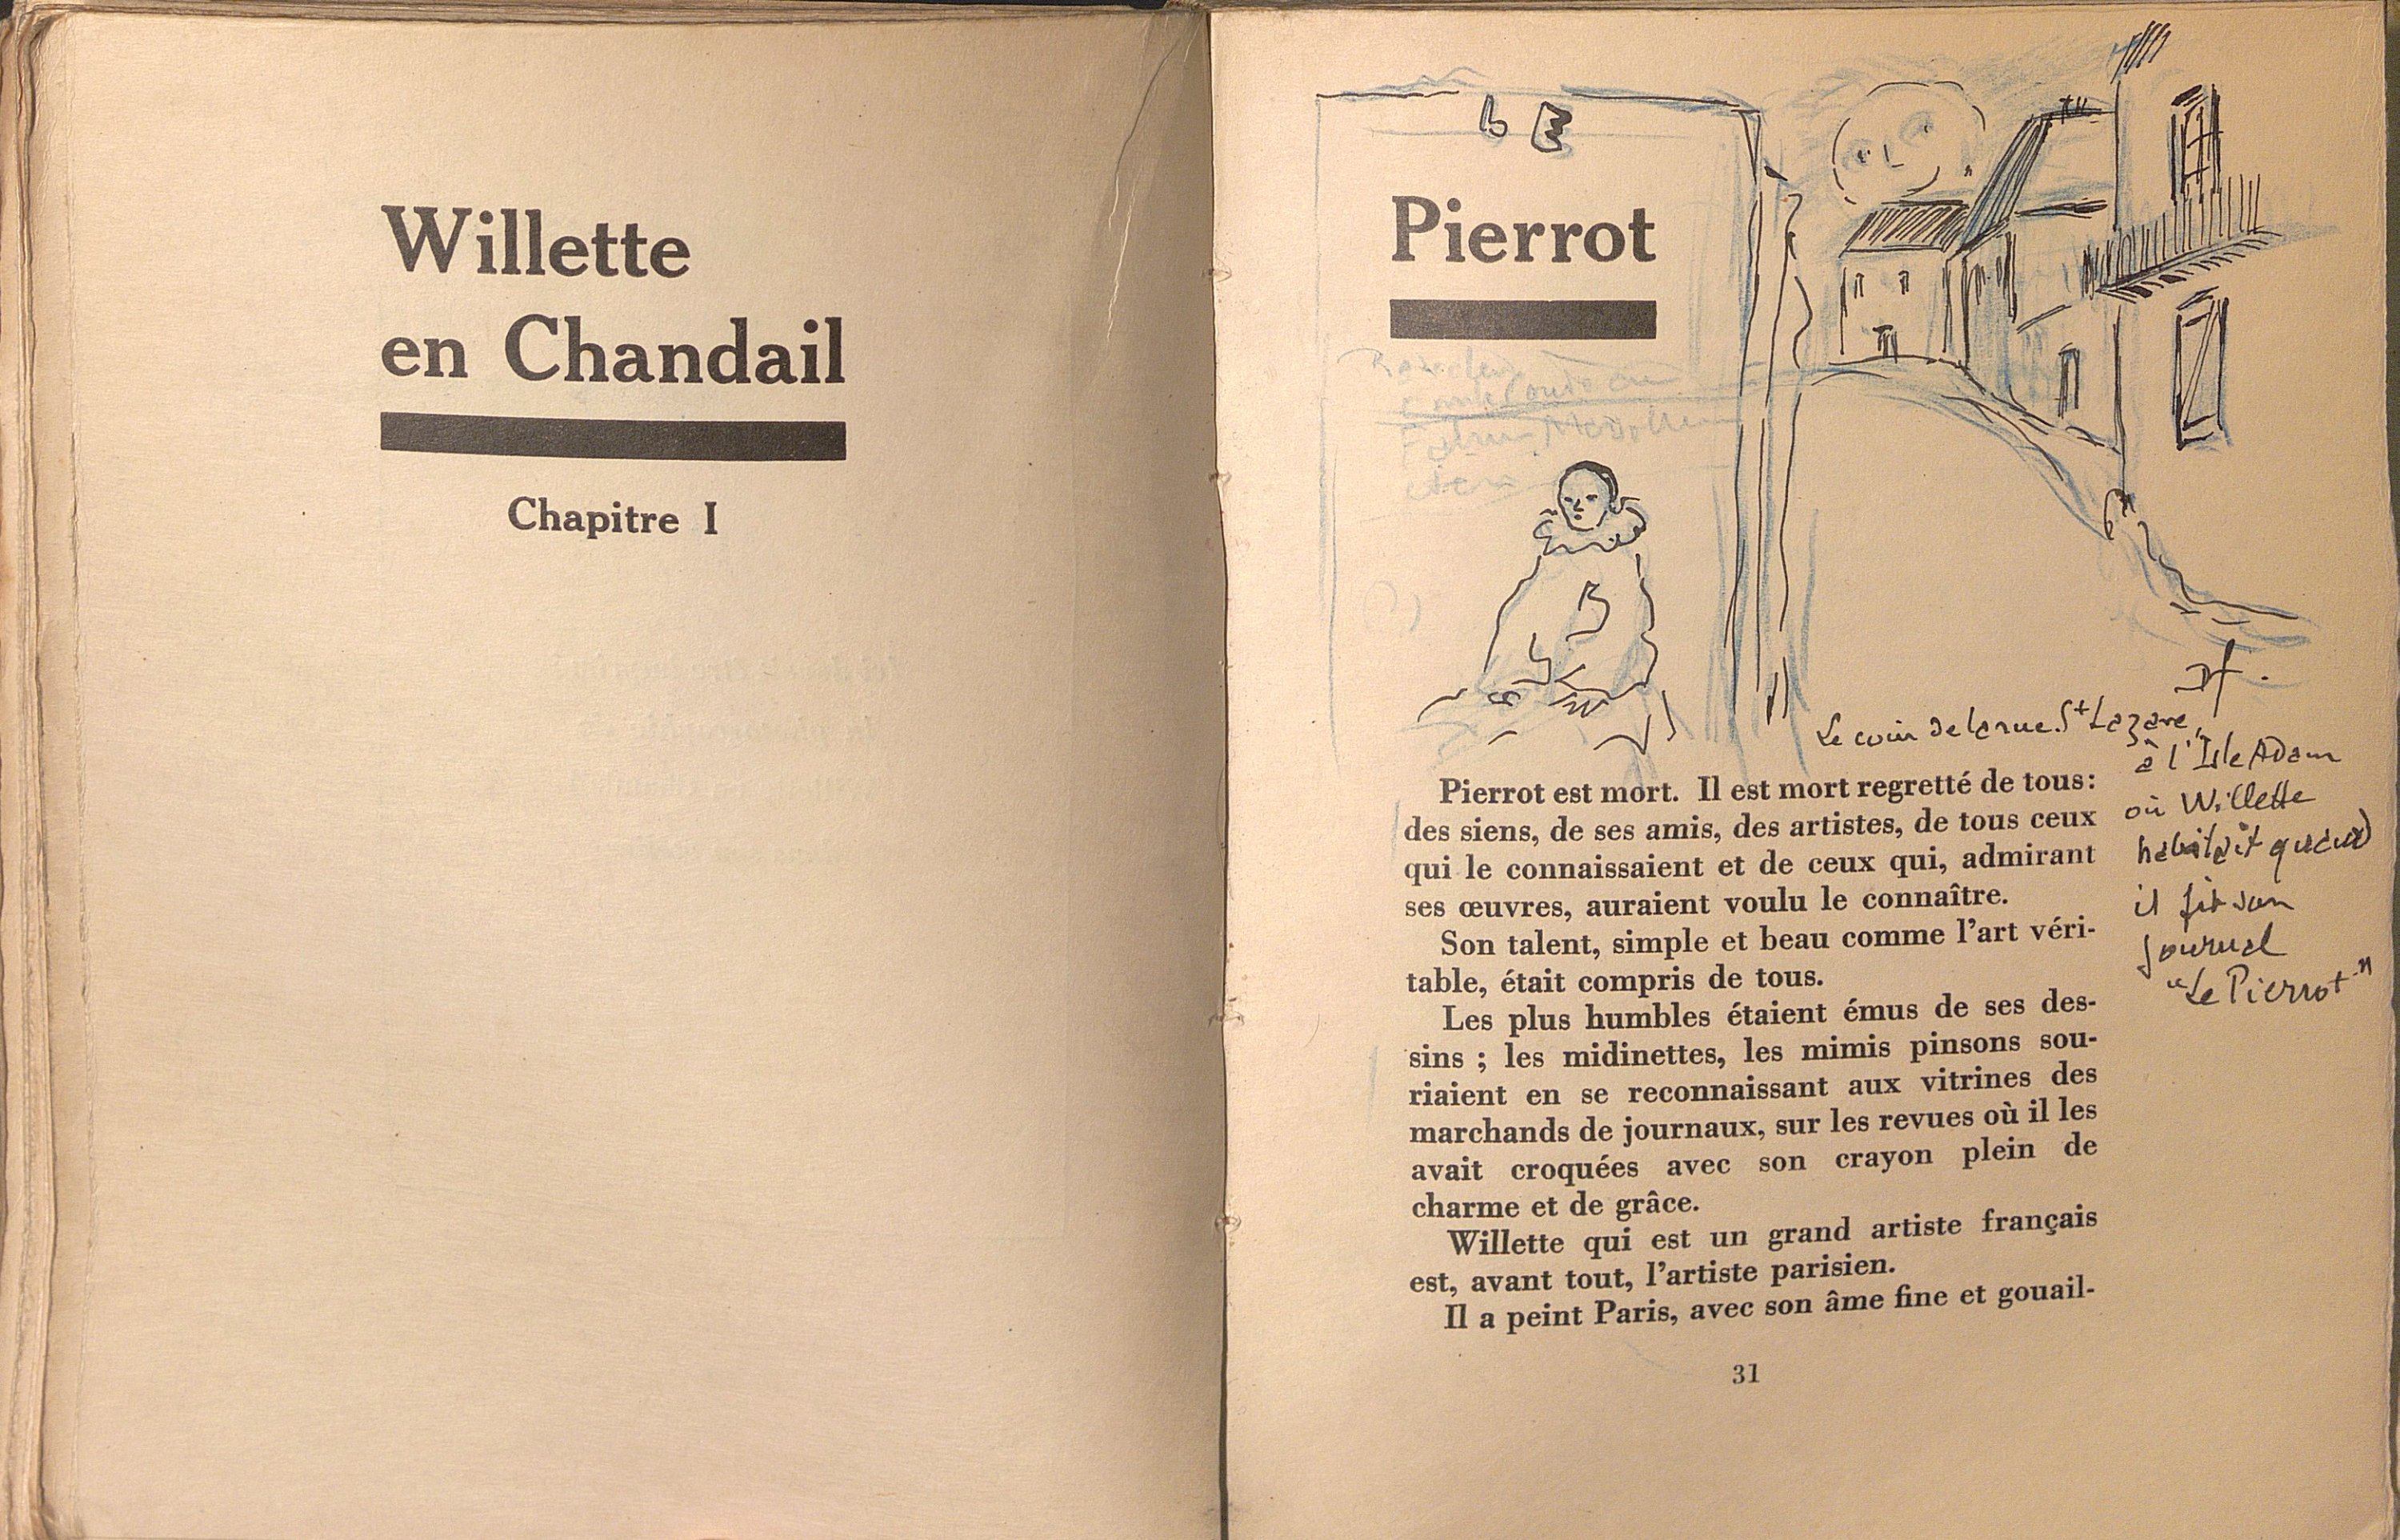 Willette
en Chandail
Chapitre I
Pierrot
Le coin de la rue St Lazare,
à l'Isle Adam
où Willette
habitait quand
il fit son
journal
"Le Pierrot"
Pierrot est mort. Il est mort regretté de tous:
des siens, de ses amis, des artistes, de tous ceux
qui le connaissaient et de ceux qui, admirant
ses œuvres, auraient voulu le connaître.
Son talent, simple et beau comme l'art véri-
table, était compris de tous.
Les plus humbles étaient émus de ses des-
sins ; les midinettes, les mimis pinsons sou-
riaient en se reconnaissant aux vitrines des
marchands de journaux, sur les revues où il les
avait croquées avec son crayon plein de
charme et de grâce.
Willette qui est un grand artiste français
est, avant tout, l'artiste parisien.
Il a peint Paris, avec son âme fine et gouail-
31